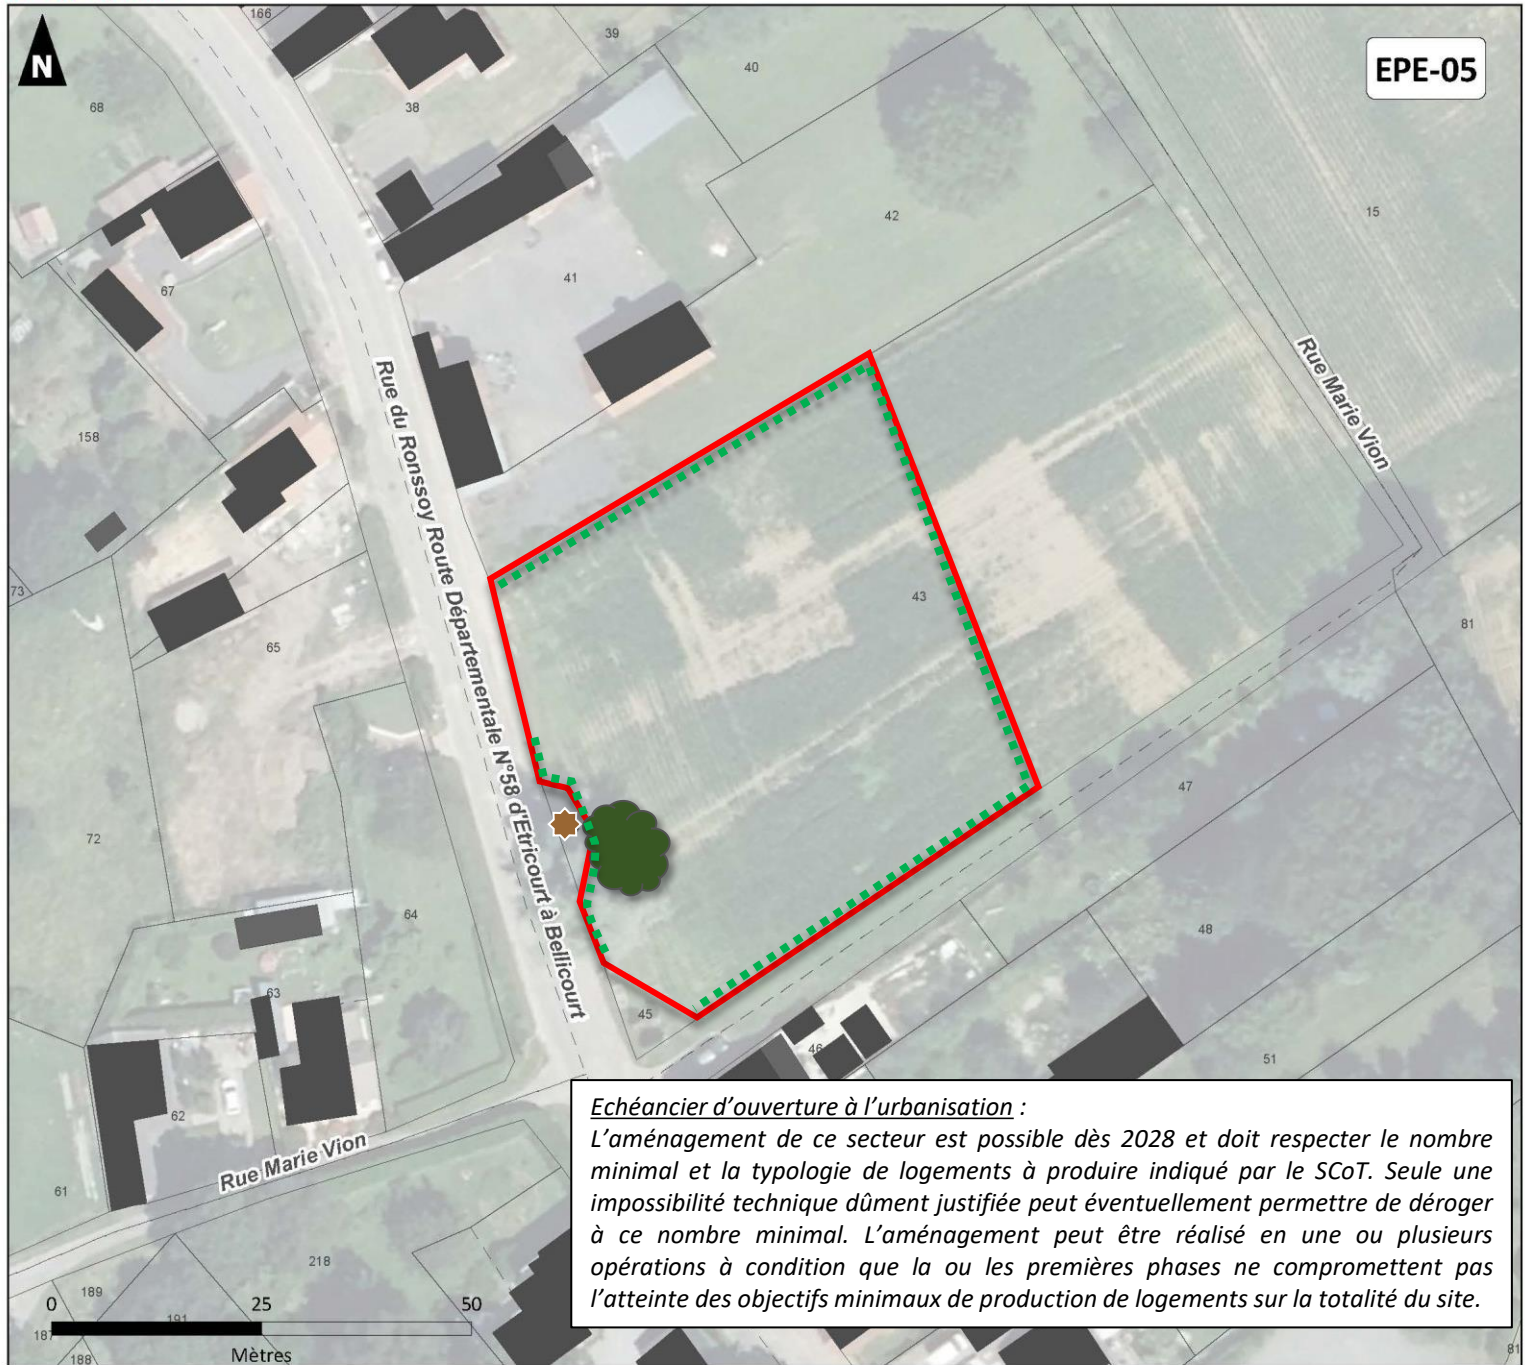 N
EPE-05
166
39
40
68
38
42
15
41
67
Rue Marie Vion
Rue du Ronssoy Route Départementale N°58 d'Etricourt à Bellicourt
158
43
73
65
81
47
72
64
48
63
45
46
51
62
Rue Marie Vion
61
218
189
191
187
188
81
0 25 50
Mètres
Echéancier d’ouverture à l’urbanisation :
L’aménagement de ce secteur est possible dès 2028 et doit respecter le nombre
minimal et la typologie de logements à produire indiqué par le SCoT. Seule une
impossibilité technique dûment justifiée peut éventuellement permettre de déroger
à ce nombre minimal. L’aménagement peut être réalisé en une ou plusieurs
opérations à condition que la ou les premières phases ne compromettent pas
l’atteinte des objectifs minimaux de production de logements sur la totalité du site.